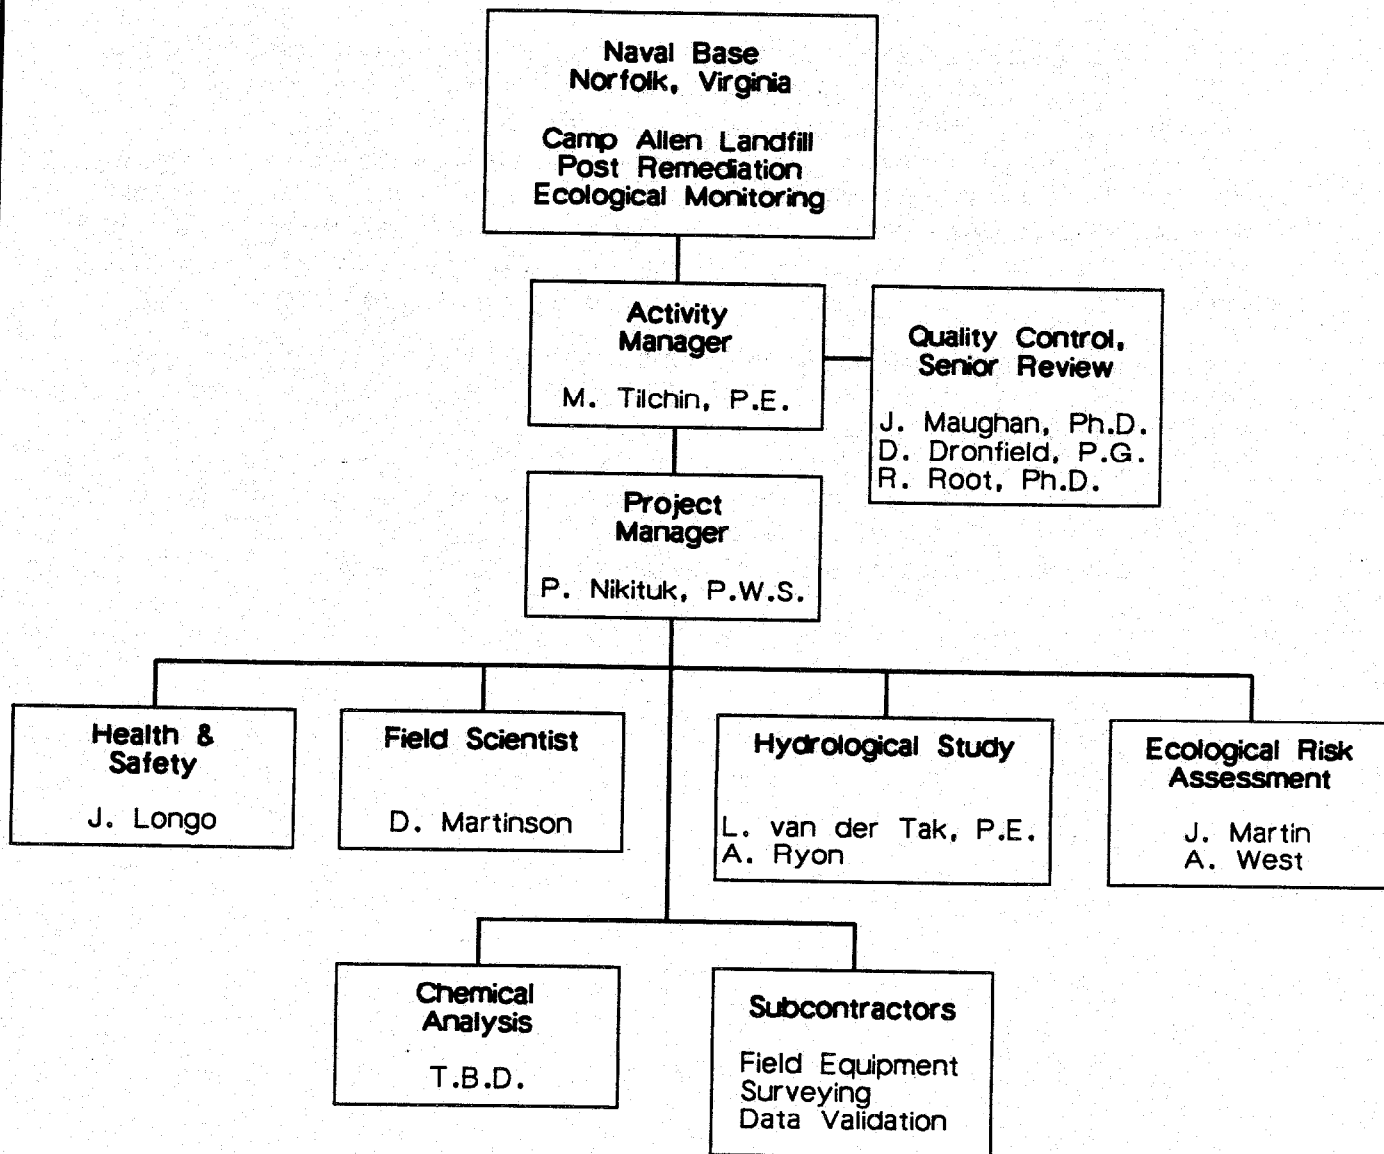 Naval Base
Norfolk, Virginia
Camp Allen Landfill
Post Remediation
Ecological Monitoring
Activity
Manager
M. Tilchin, P.E.
Quality Control,
Senior Review
J. Maughan, Ph.D.
D. Dronfield, P.G.
R. Root, Ph.D.
Project
Manager
P. Nikituk, P.W.S.
Health &
Safety
J. Longo
Field Scientist
D. Martinson
Hydrological Study
L. van der Tak, P.E.
A. Ryon
Ecological Risk
Assessment
J. Martin
A. West
Chemical
Analysis
T.B.D.
Subcontractors
Field Equipment
Surveying
Data Validation